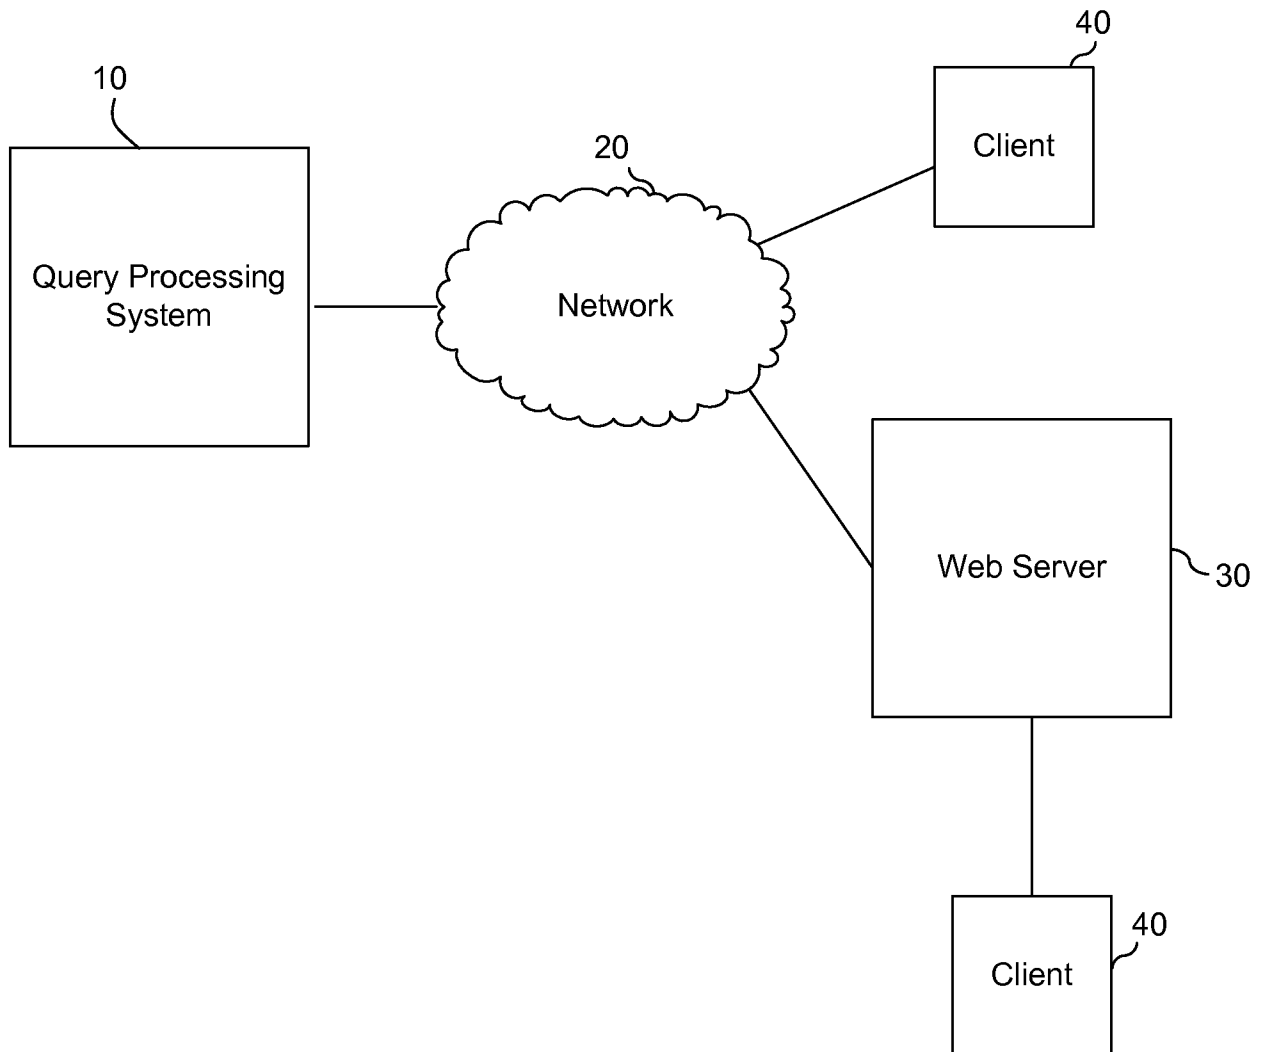 40
10
Client
20
Query Processing
System
Network
Web Server
30
40
Client